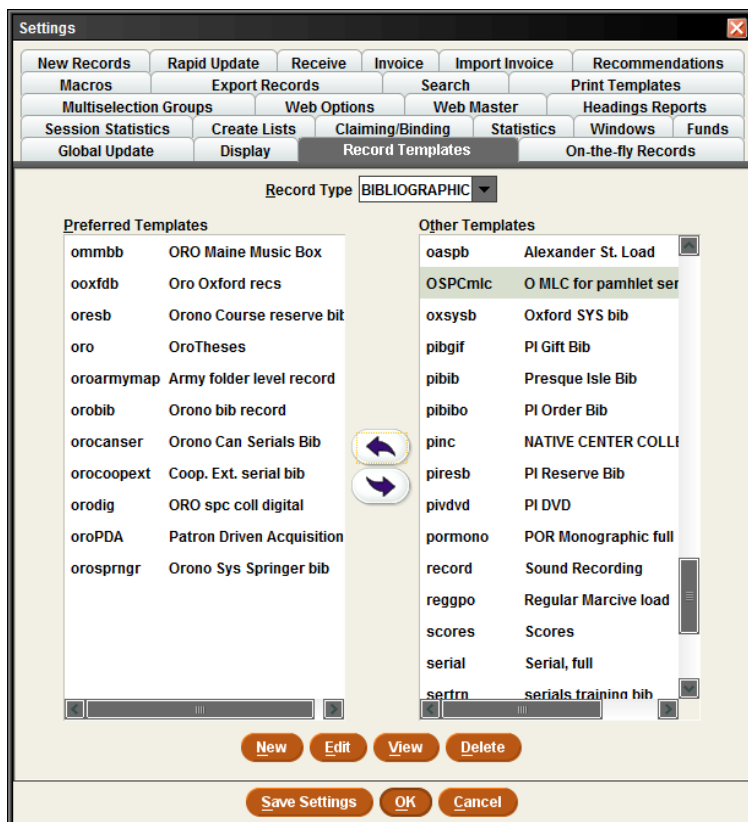 Settings
New Records Rapid Update Receive Invoice Import Invoice Recommendations
Macros Export Records Search Print Templates
Multiselection Groups Web Options Web Master Headings Reports
Session Statistics Create Lists Claiming/Binding Statistics Windows Funds
Global Update Display Record Templates On-the-fly Records
Record Type BIBLIOGRAPHIC
Preferred Templates
ommbb ORO Maine Music Box
ooxfdb Oro Oxford recs
oresb Orono Course reserve bib
oro OroTheses
oroarmymap Army folder level record
orobib Orono bib record
orocanser Orono Can Serials Bib
orocoopext Coop. Ext. serial bib
orodig ORO spc coll digital
oroPDA Patron Driven Acquisition
orosprngr Orono Sys Springer bib
Other Templates
oaspb Alexander St. Load
OSPCmlc O MLC for pamhlet ser
oxsysb Oxford SYS bib
pibgif PI Gift Bib
pibib Presque Isle Bib
pibibo PI Order Bib
pinc NATIVE CENTER COLLE
piresb PI Reserve Bib
pivdvd PI DVD
pormono POR Monographic full
record Sound Recording
reggpo Regular Marcive load
scores Scores
serial Serial, full
sertrn serials training bib
New Edit View Delete
Save Settings OK Cancel